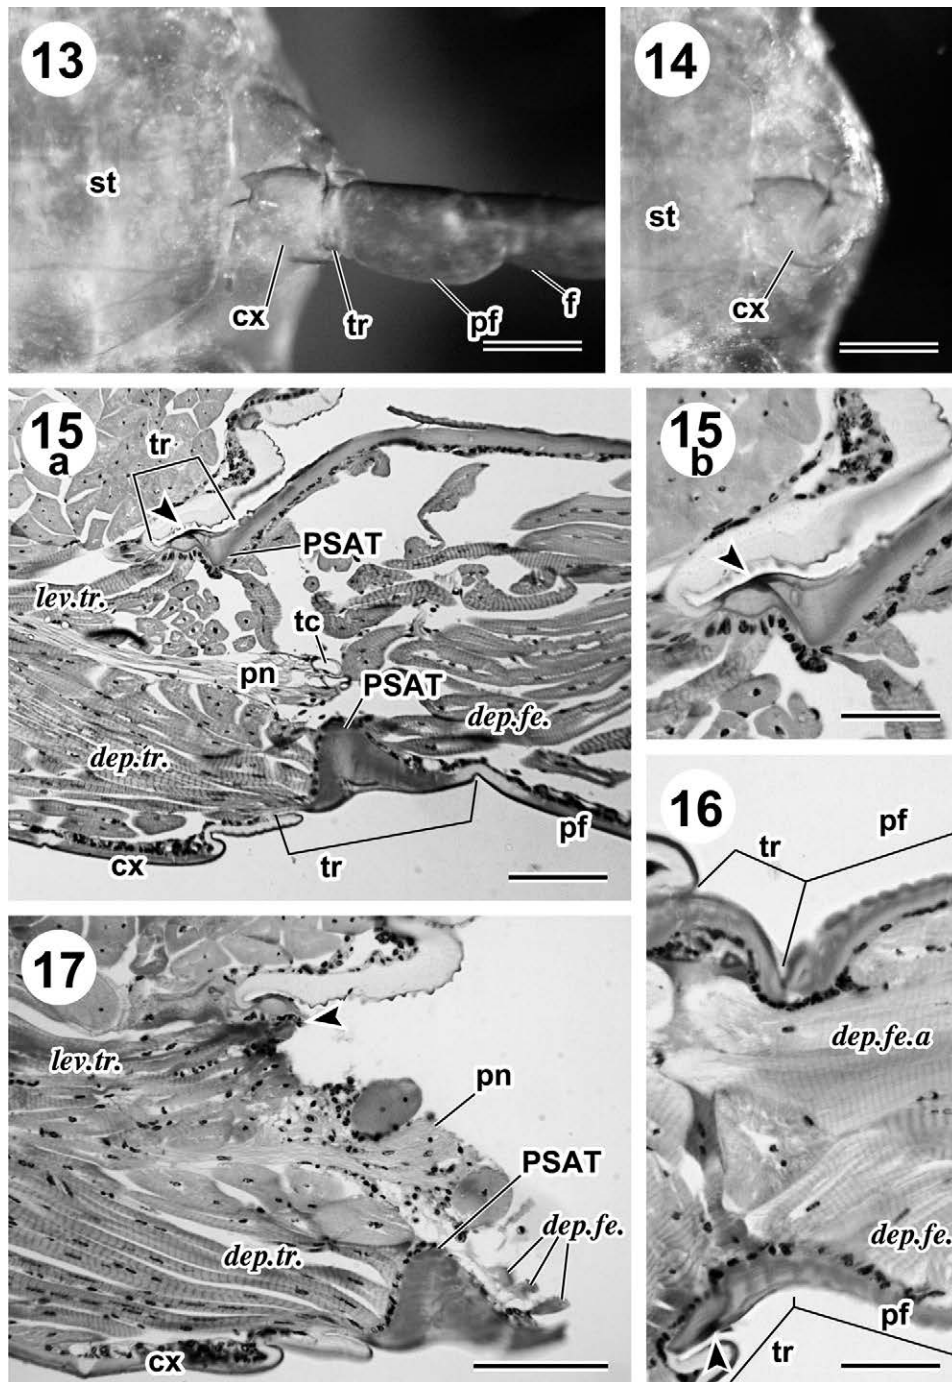 13
st
cx
tr
pf
f
14
st
cx
15
a
tr
PSAT
lev.tr.
tc
pn
PSAT
dep.fe.
dep.tr.
pf
cx
tr
15
b
16
pf
tr
dep.fe.a
dep.fe.
pf
tr
17
lev.tr.
pn
PSAT
dep.fe.
dep.tr.
cx